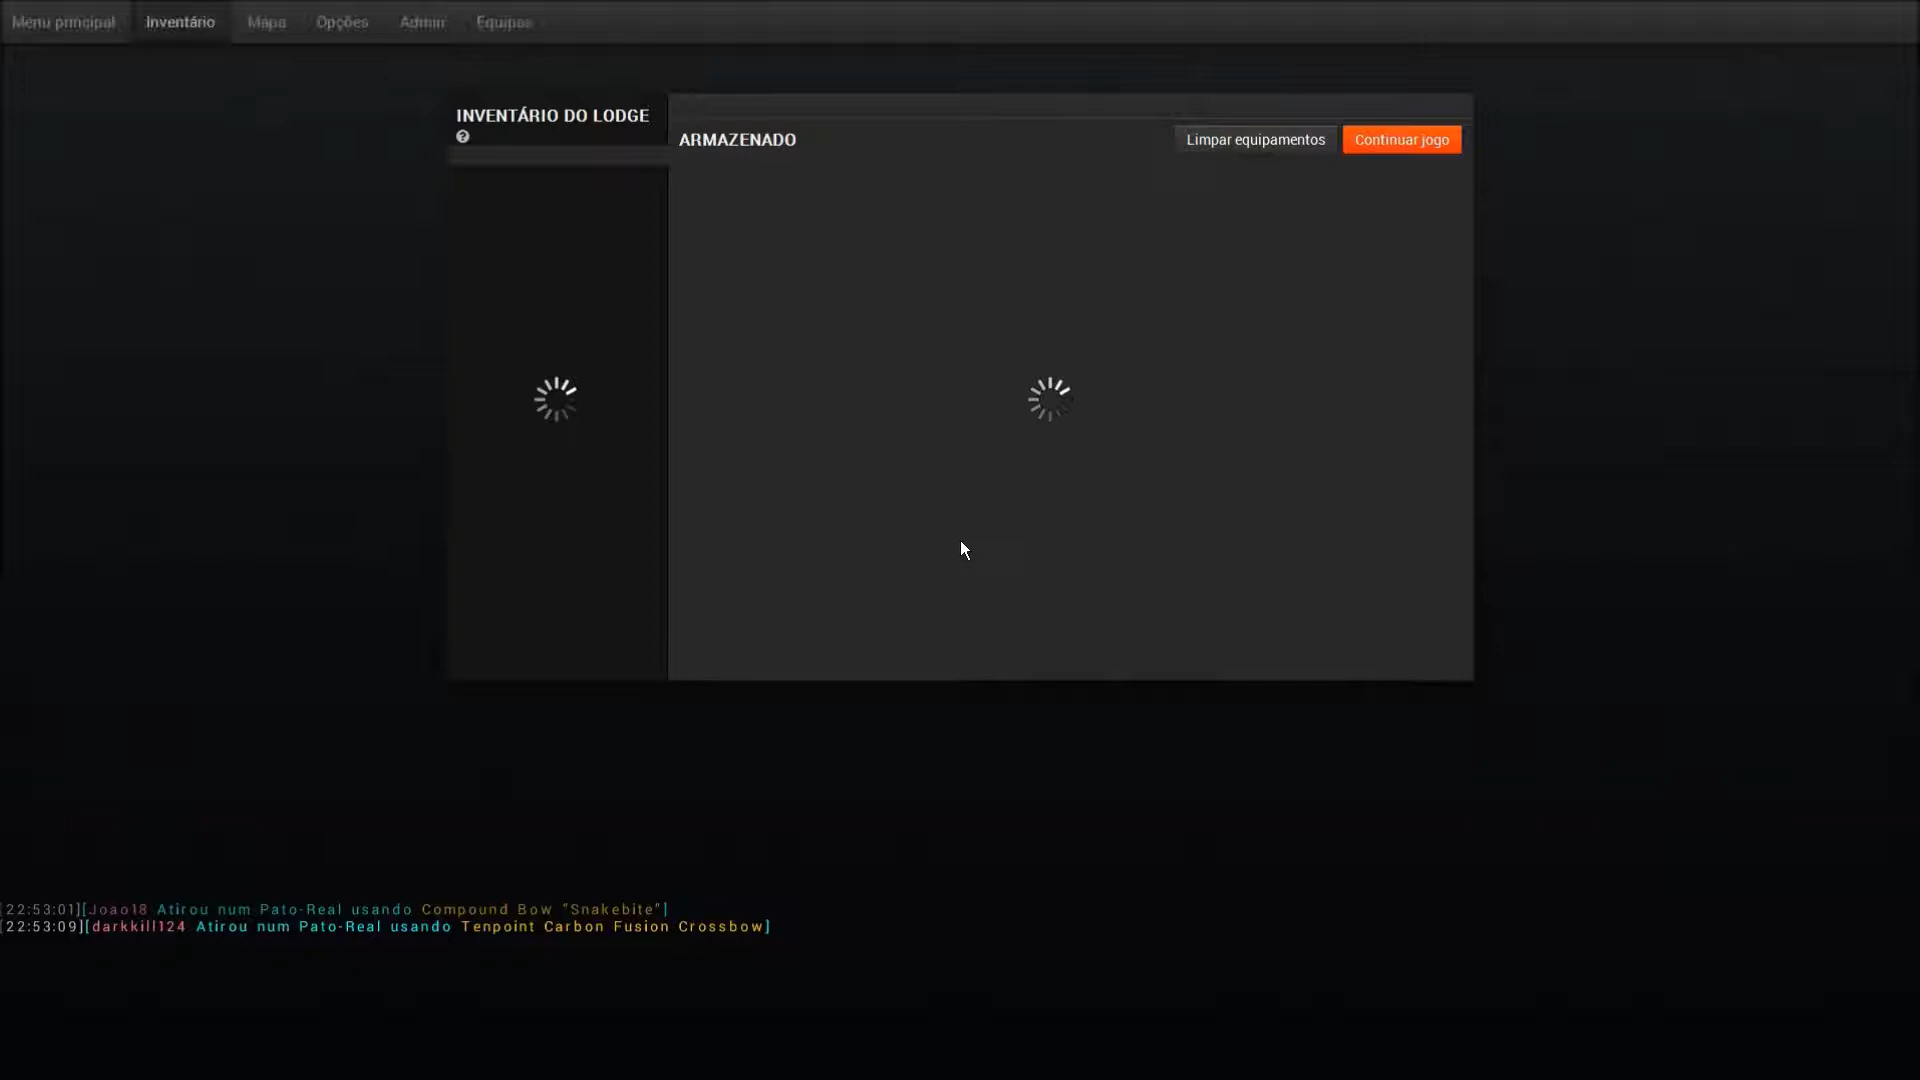 Menu principal
Inventário
Mapa
Opções
Admin
Equipas
INVENTÁRIO DO LODGE
?
ARMAZENADO
Limpar equipamentos
Continuar jogo
[22:53:01][Joao18 Atirou num Pato-Real usando Compound Bow "Snakebite"]
[22:53:09][darkkill124 Atirou num Pato-Real usando Tenpoint Carbon Fusion Crossbow]